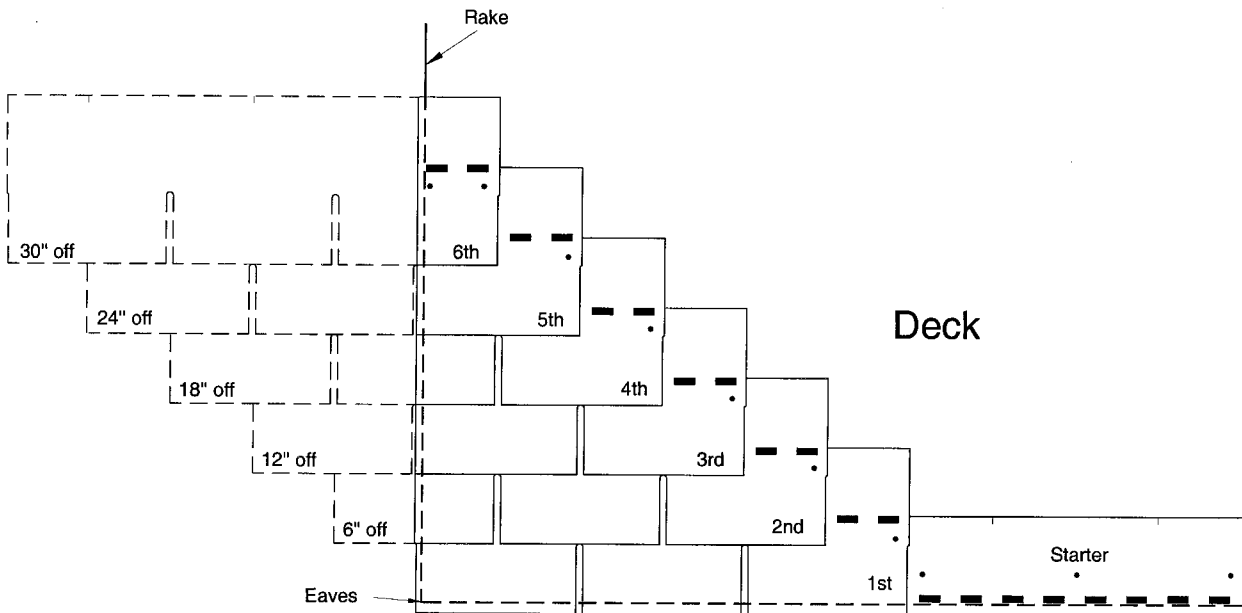 Rake
30" off
6th
24" off
5th
Deck
18" off
4th
12" off
3rd
6" off
2nd
Starter
1st
Eaves